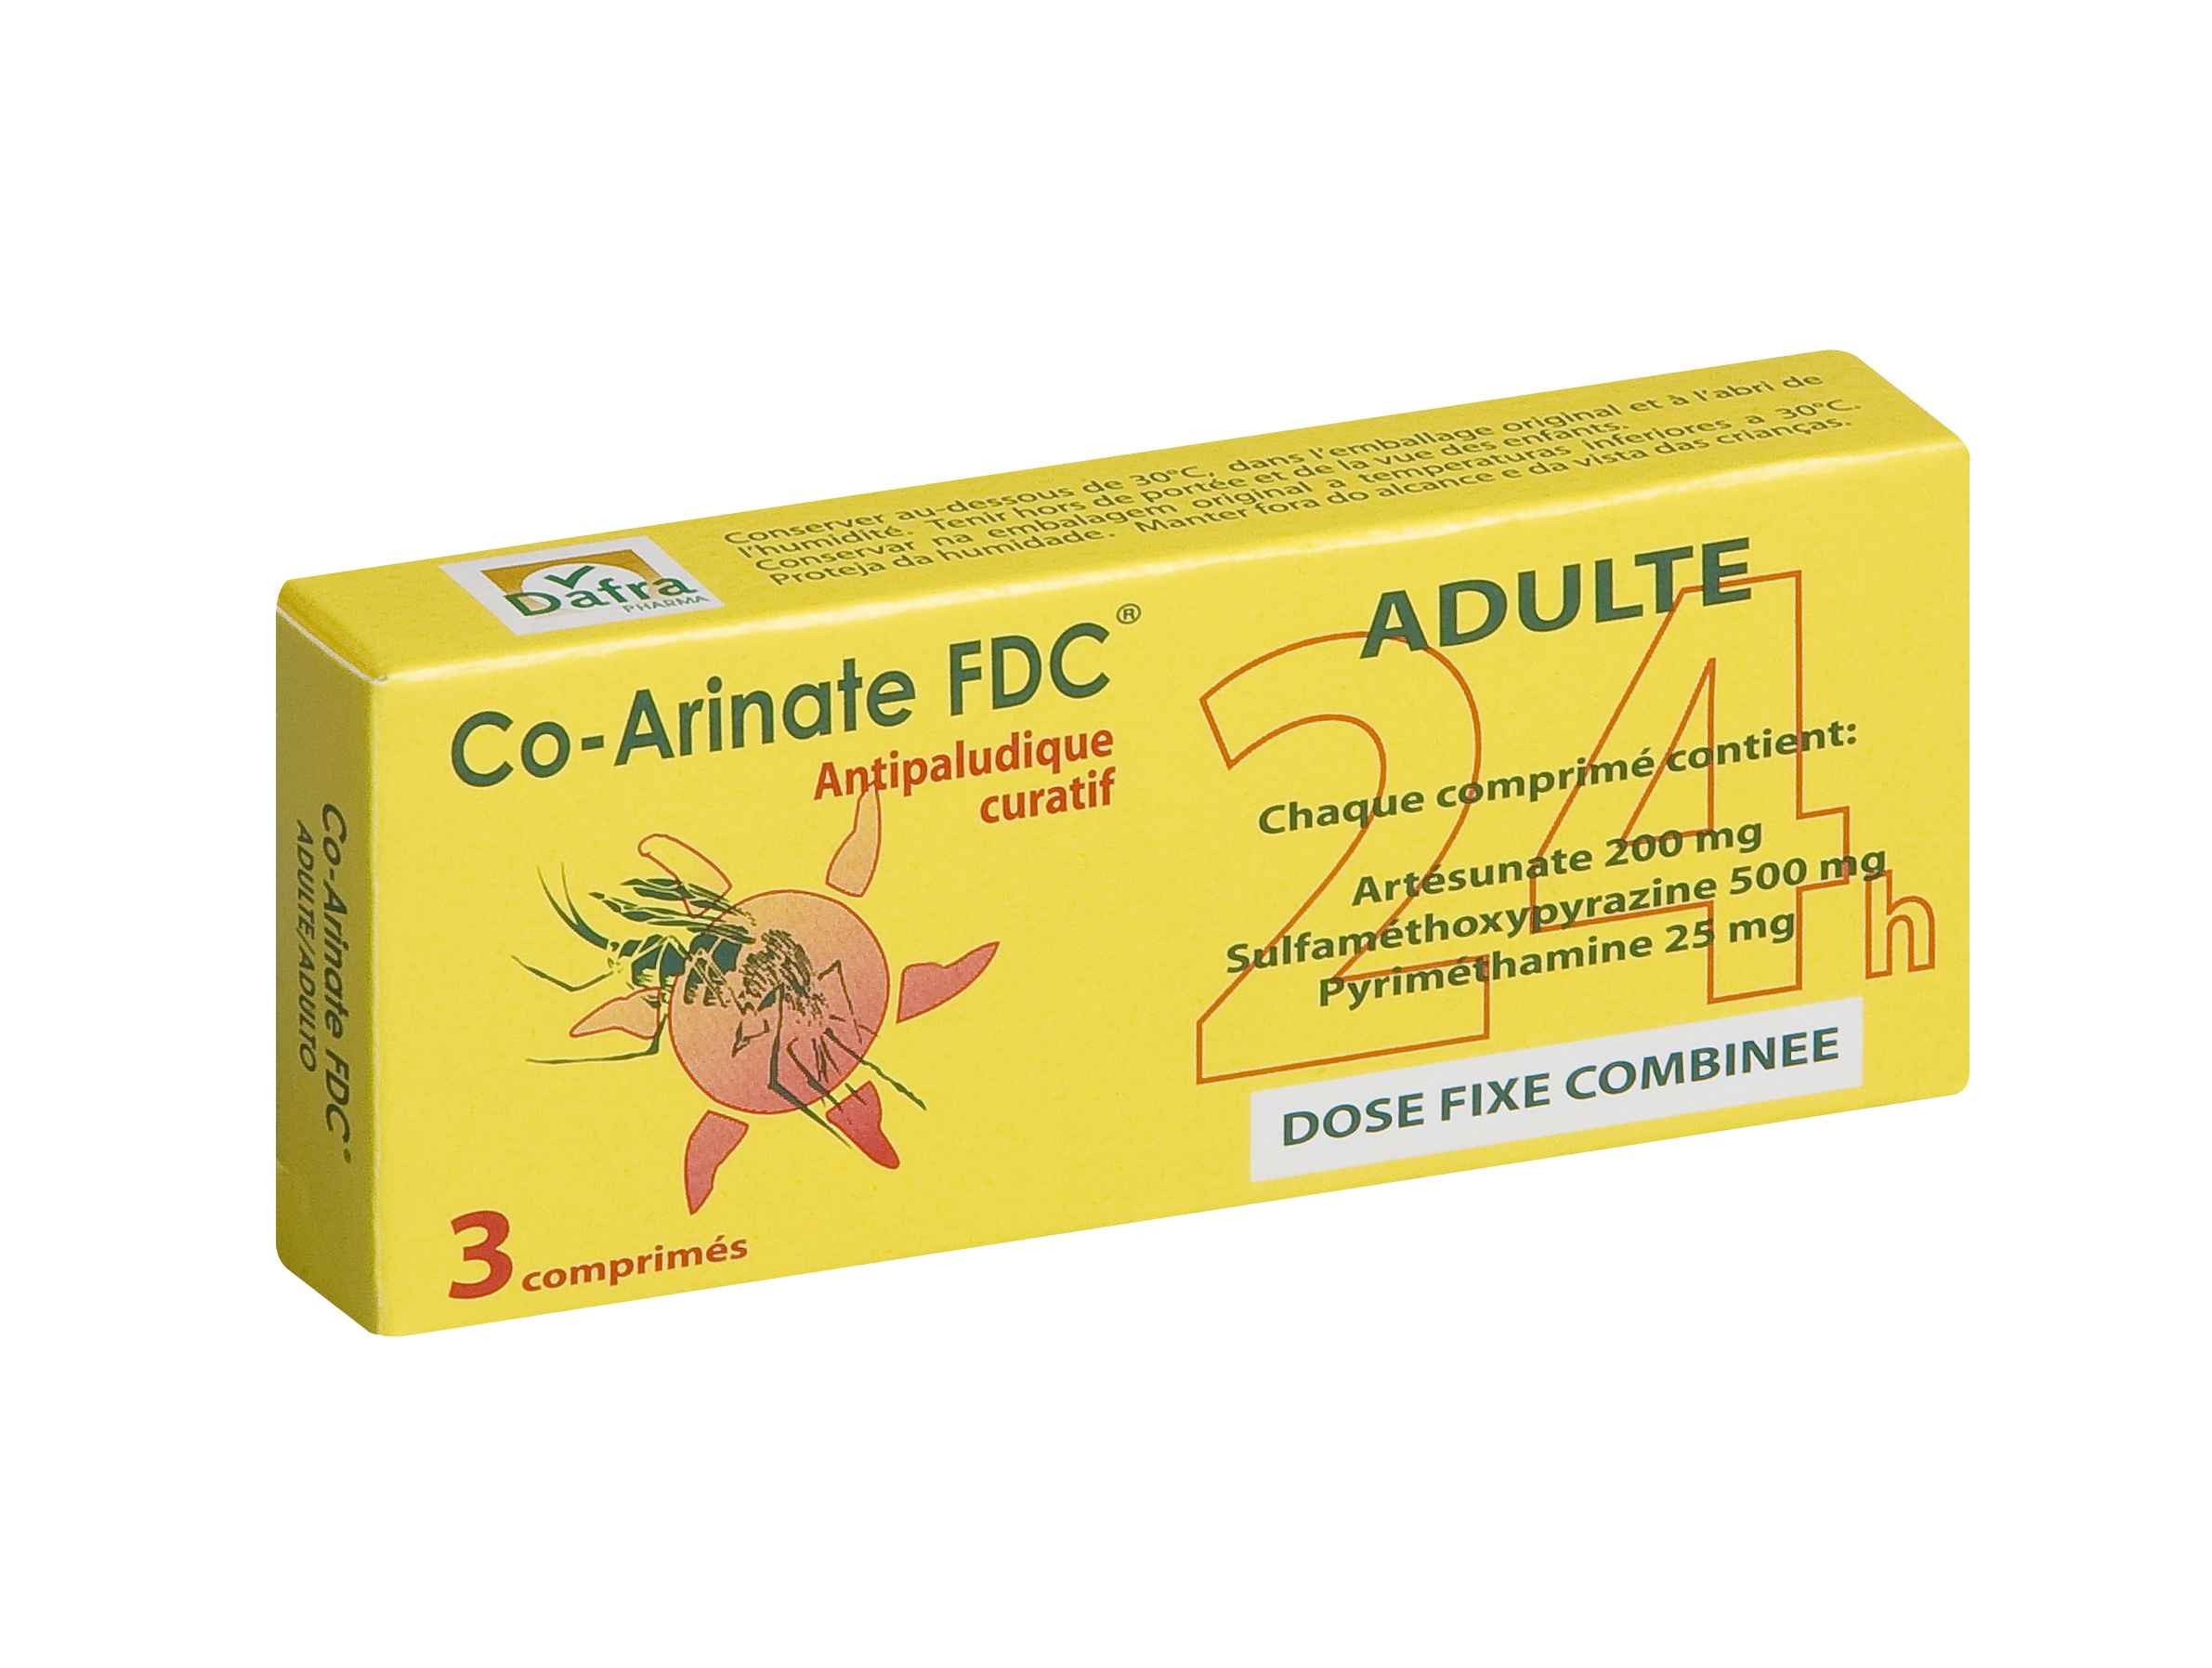 Dafra
PHARMA
Conserver au-dessous de 30°C, dans l'emballage original et à l'abri de
l'humidité. Tenir hors de portée et de la vue des enfants.
Conservar na embalagem original a temperaturas inferiores a 30°C.
Proteja da humidade. Manter fora do alcance e da vista das crianças.
Co-Arinate FDC®
Antipaludique
curatif
3 comprimés
ADULTE
24h
Chaque comprimé contient:
Artésunate 200 mg
Sulfaméthoxypyrazine 500 mg
Pyriméthamine 25 mg
DOSE FIXE COMBINEE
Co-Arinate FDC®
ADULTE/ADULTO